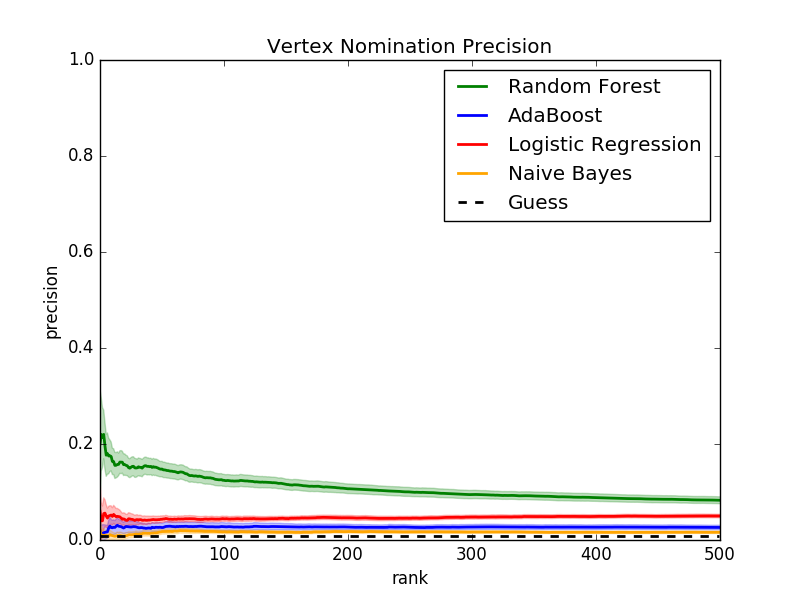 Vertex Nomination Precision
1.0
0.8
0.6
0.4
0.2
0.0
precision
Random Forest
AdaBoost
Logistic Regression
Naive Bayes
Guess
0 100 200 300 400 500
rank